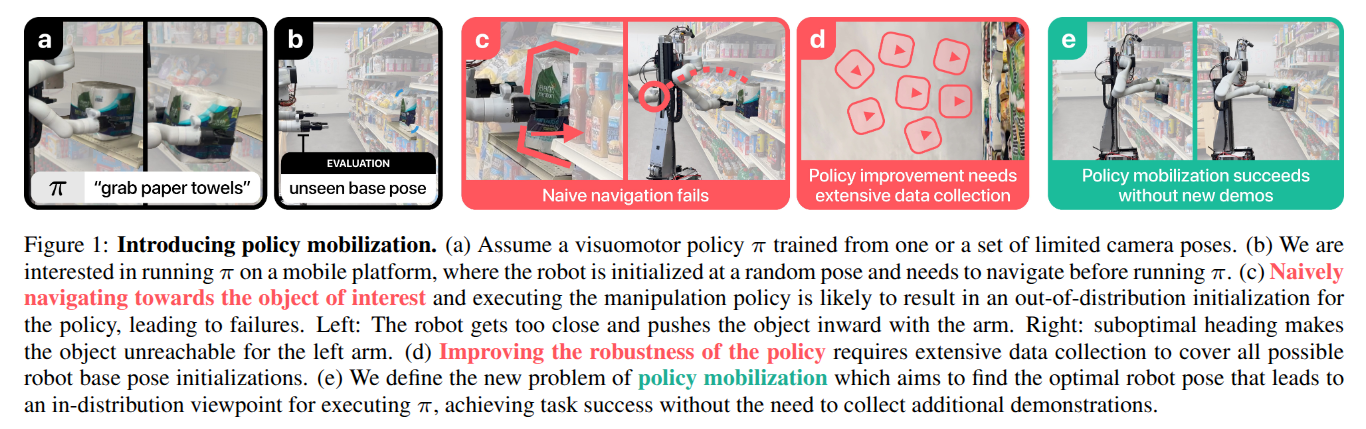 a
b
c
d
e
π "grab paper towels"
EVALUATION
unseen base pose
Naive navigation fails
Policy improvement needs
extensive data collection
Policy mobilization succeeds
without new demos
Figure 1: Introducing policy mobilization. (a) Assume a visuomotor policy π trained from one or a set of limited camera poses. (b) We are
interested in running π on a mobile platform, where the robot is initialized at a random pose and needs to navigate before running π. (c) Naively
navigating towards the object of interest and executing the manipulation policy is likely to result in an out-of-distribution initialization for
the policy, leading to failures. Left: The robot gets too close and pushes the object inward with the arm. Right: suboptimal heading makes
the object unreachable for the left arm. (d) Improving the robustness of the policy requires extensive data collection to cover all possible
robot base pose initializations. (e) We define the new problem of policy mobilization which aims to find the optimal robot pose that leads to
an in-distribution viewpoint for executing π, achieving task success without the need to collect additional demonstrations.